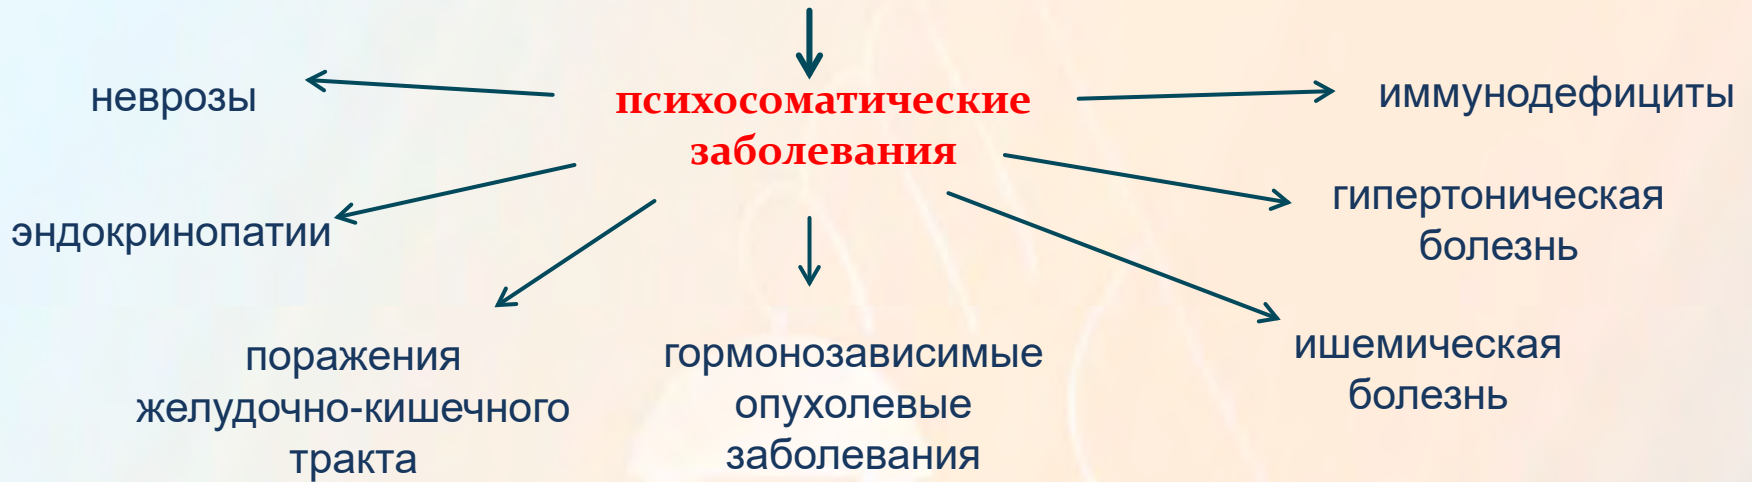 неврозы
психосоматические
заболевания
иммунодефициты
эндокринопатии
гипертоническая
болезнь
поражения
желудочно-кишечного
тракта
гормонозависимые
опухолевые
заболевания
ишемическая
болезнь